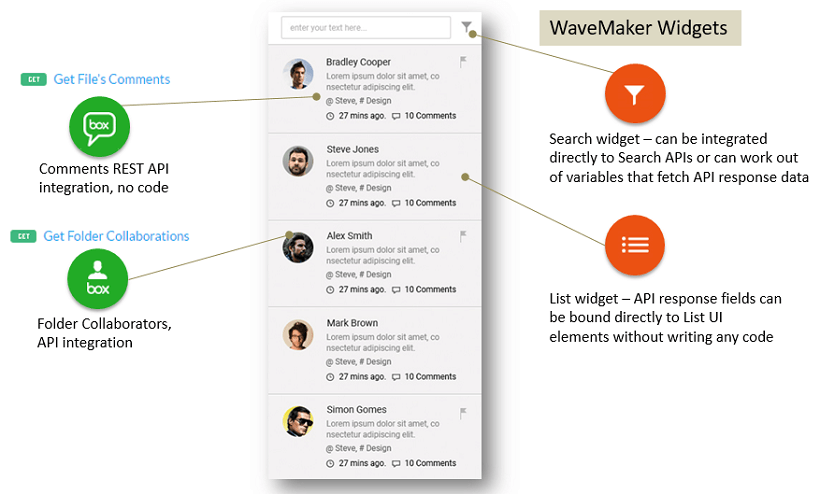 enter your text here...
WaveMaker Widgets
GET Get File's Comments
box
Comments REST API
integration, no code
GET Get Folder Collaborations
box
Folder Collaborators,
API integration
Bradley Cooper
Lorem ipsum dolor sit amet, co
nsectetur adipiscing elit.
@ Steve, # Design
27 mins ago. 10 Comments
Steve Jones
Lorem ipsum dolor sit amet, co
nsectetur adipiscing elit.
@ Steve, # Design
27 mins ago. 10 Comments
Alex Smith
Lorem ipsum dolor sit amet, co
nsectetur adipiscing elit.
@ Steve, # Design
27 mins ago. 10 Comments
Mark Brown
Lorem ipsum dolor sit amet, co
nsectetur adipiscing elit.
@ Steve, # Design
27 mins ago. 10 Comments
Simon Gomes
Lorem ipsum dolor sit amet, co
nsectetur adipiscing elit.
@ Steve, # Design
27 mins ago. 10 Comments
Search widget – can be integrated
directly to Search APIs or can work out
of variables that fetch API response data
List widget – API response fields can
be bound directly to List UI
elements without writing any code